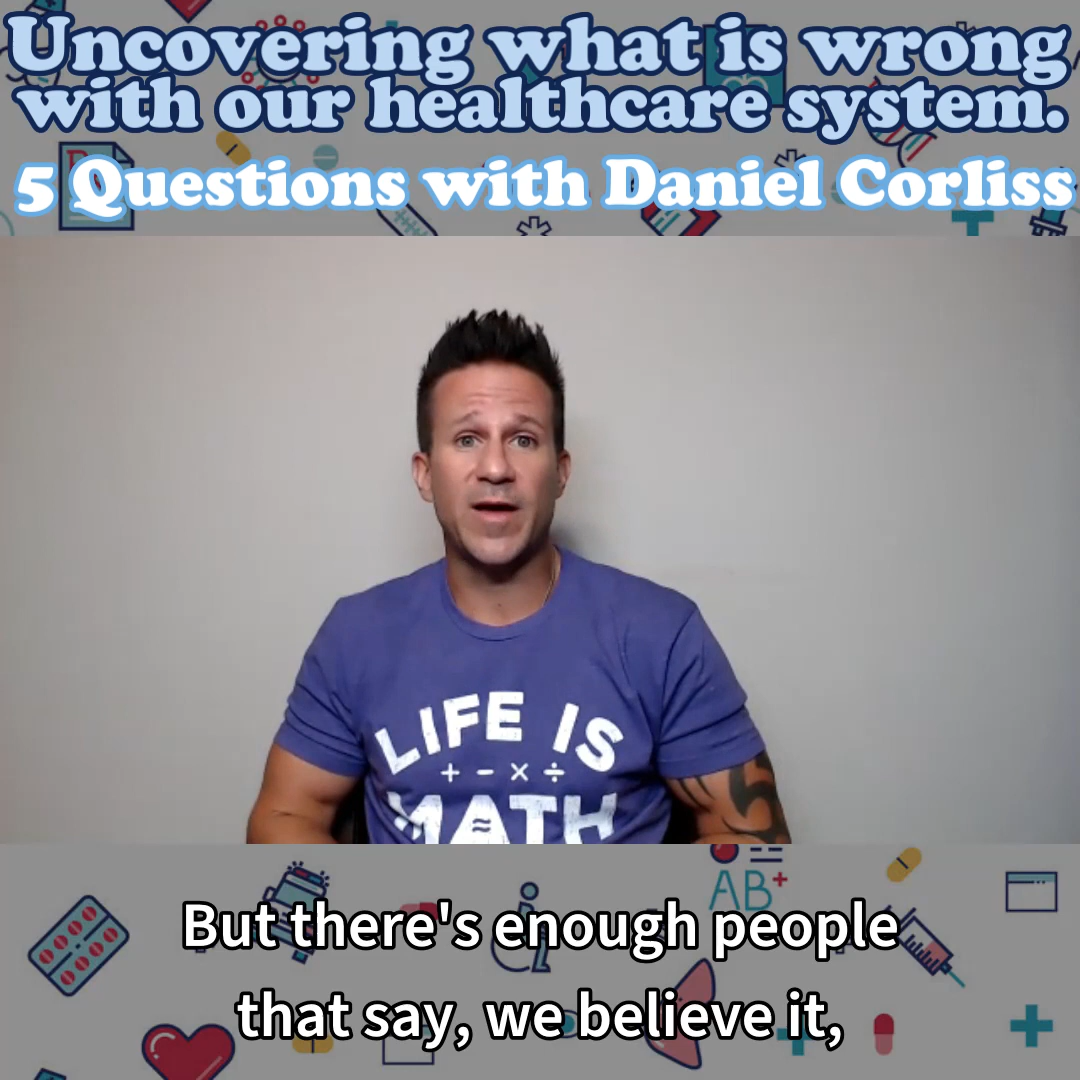 Uncovering what is wrong
with our healthcare system.
5 Questions with Daniel Corliss
LIFE IS
+ − × ÷
MATH
AB+
But there's enough people
that say, we believe it,